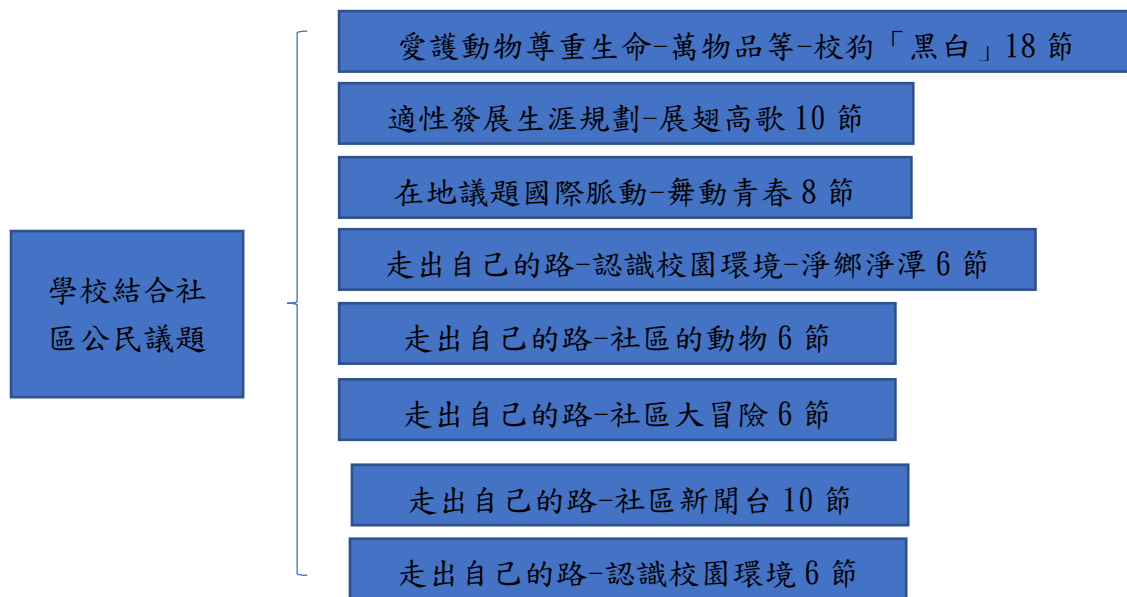 愛護動物尊重生命-萬物品等-校狗「黑白」18 節
適性發展生涯規劃-展翅高歌 10 節
在地議題國際脈動-舞動青春 8 節
學校結合社
區公民議題
走出自己的路-認識校園環境-淨鄉淨潭 6 節
走出自己的路-社區的動物 6 節
走出自己的路-社區大冒險 6 節
走出自己的路-社區新聞台 10 節
走出自己的路-認識校園環境 6 節